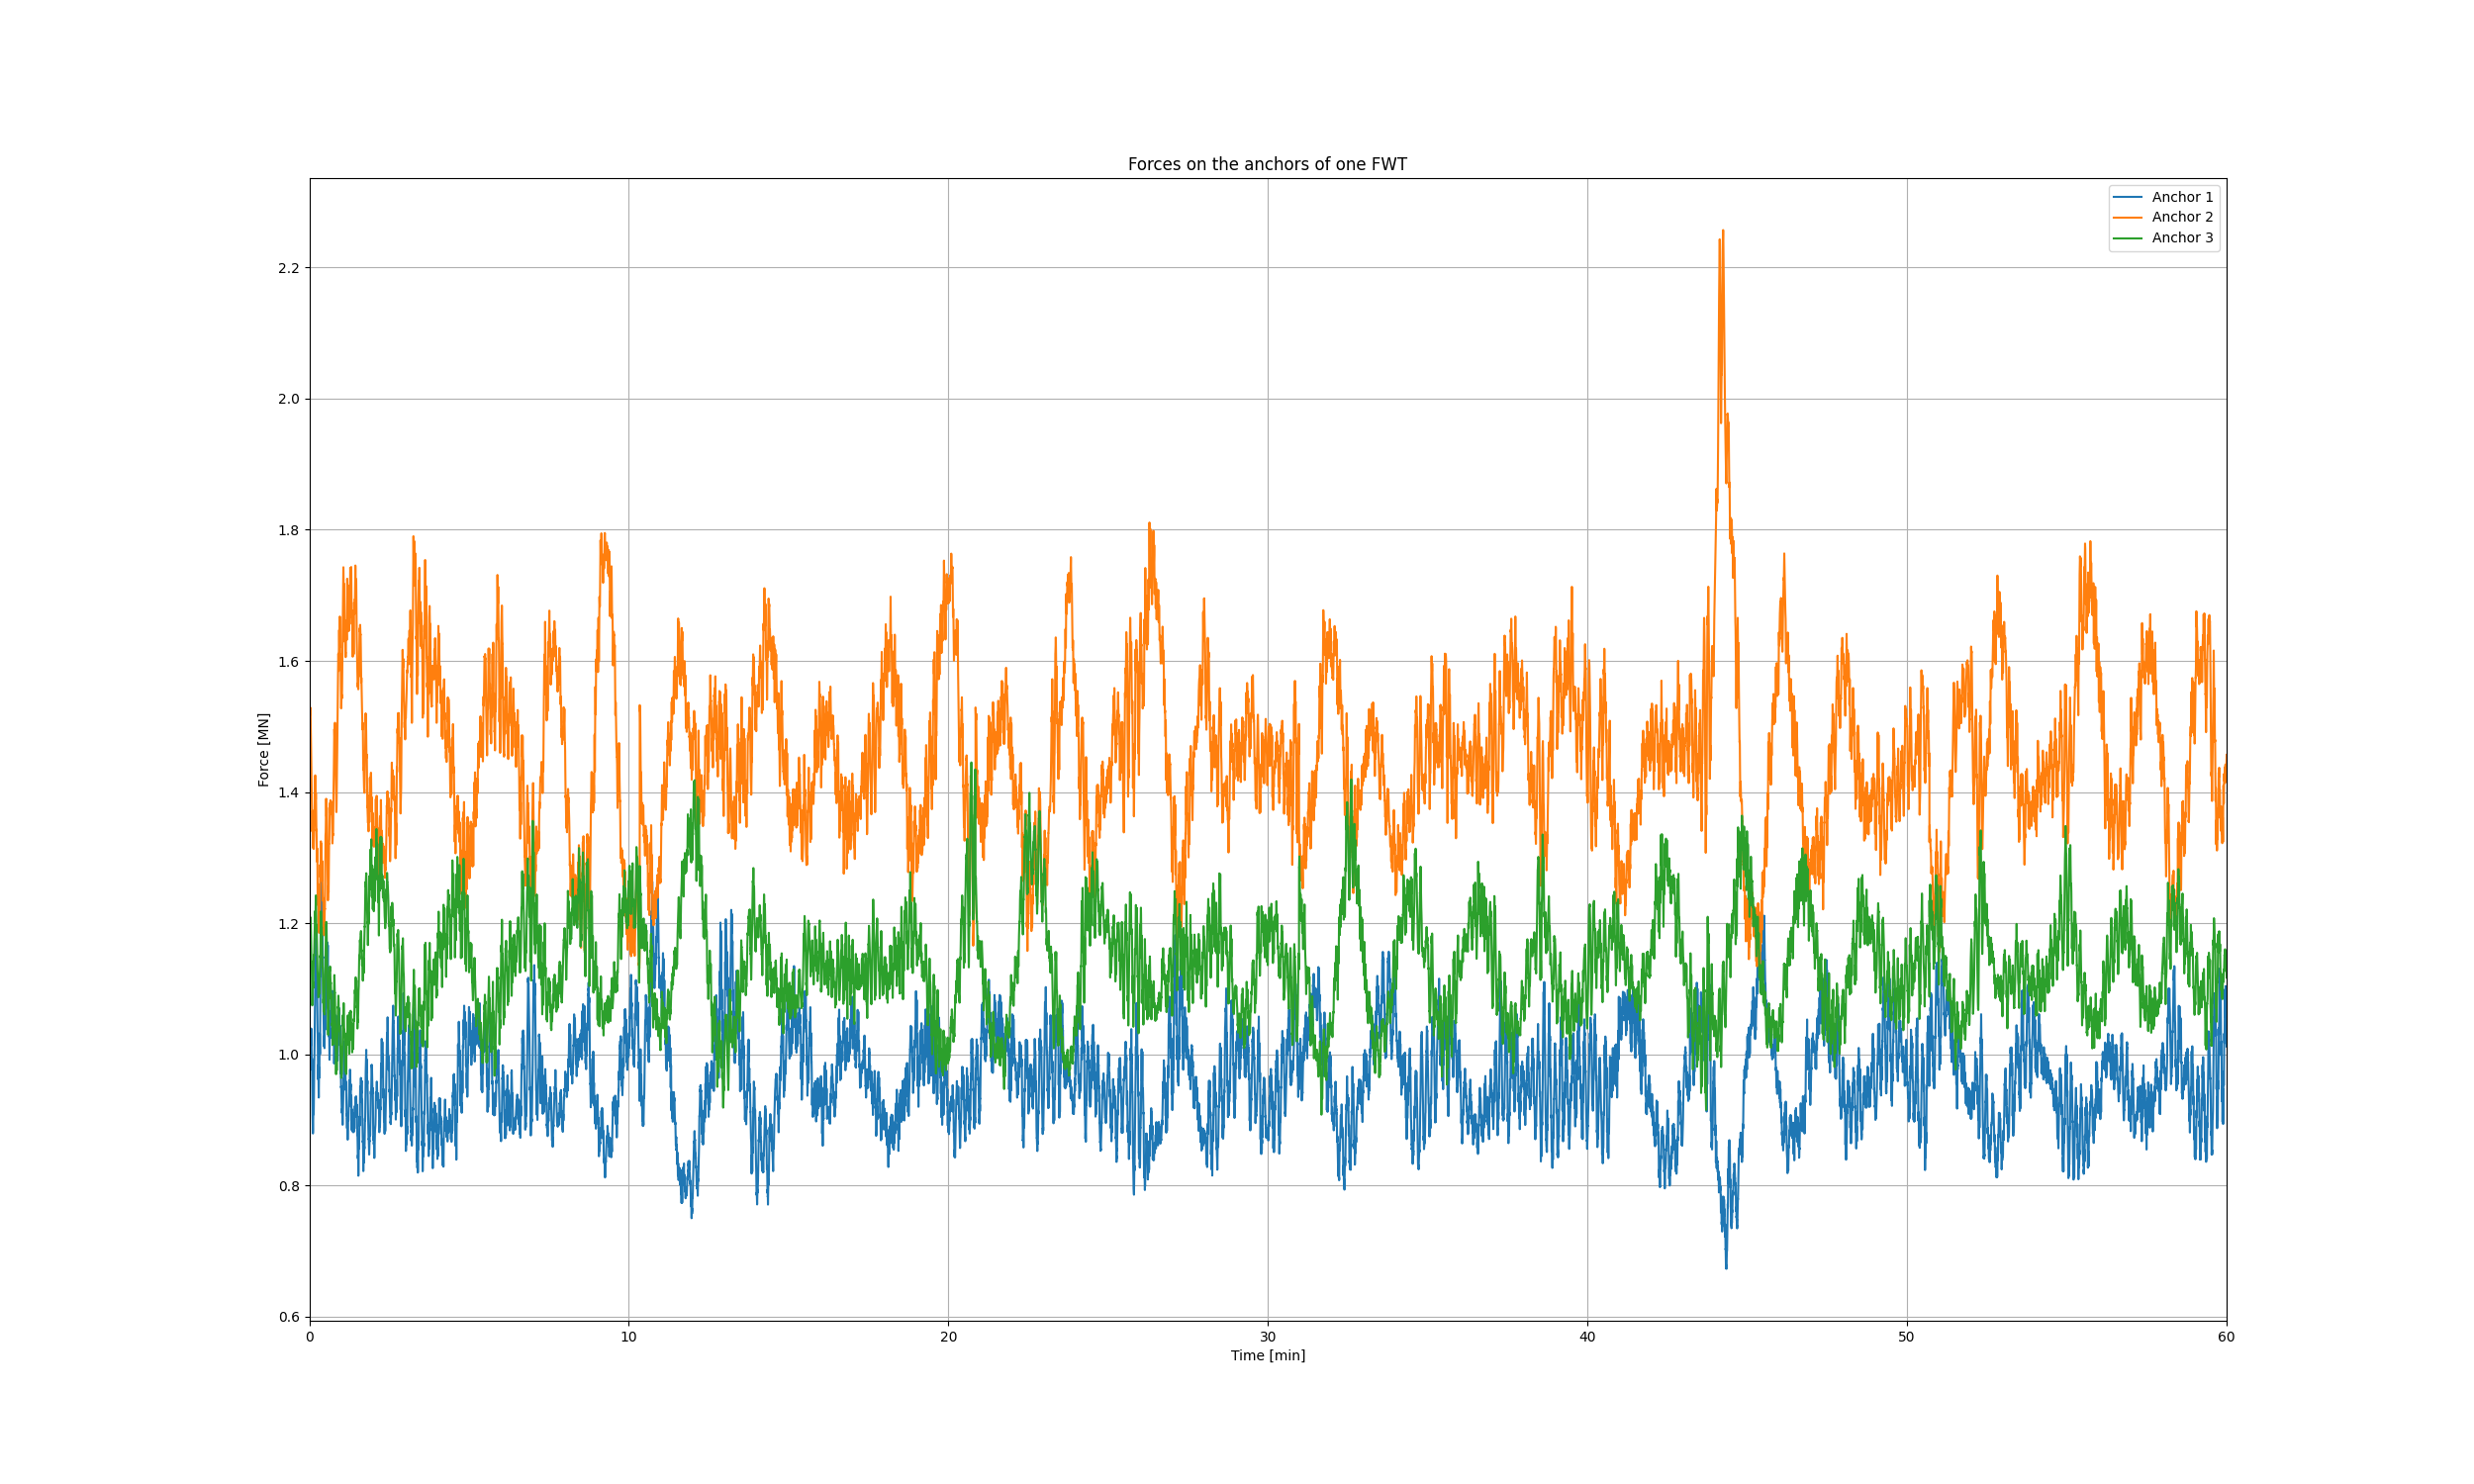 Forces on the anchors of one FWT
Anchor 1
Anchor 2
Anchor 3
2.2
2.0
1.8
1.6
1.4
1.2
1.0
0.8
0.6
Force [MN]
0 10 20 30 40 50 60
Time [min]